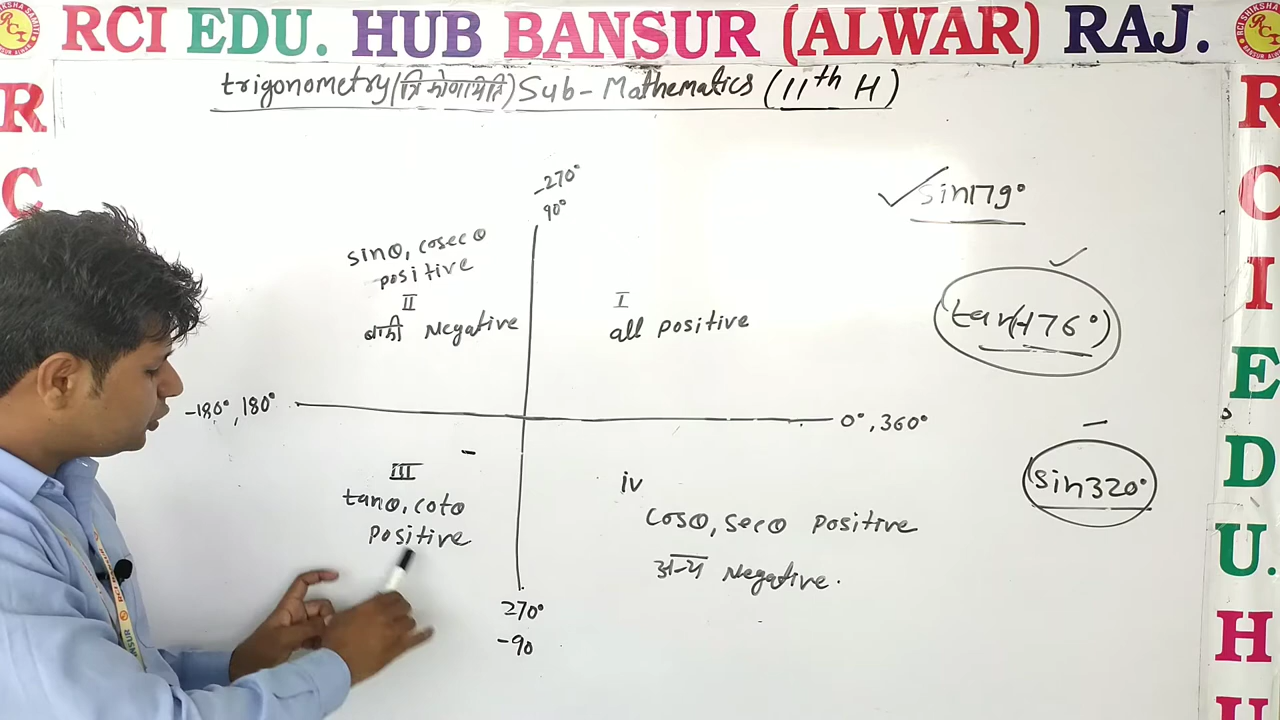 RCI EDU. HUB BANSUR (ALWAR) RAJ.
trigonometry (त्रिकोणमिति) Sub - Mathematics (11th H)
-270°
90°
sinθ, cosecθ
positive
II
बाकी Negative
I
all positive
sin179°
tan(-176°)
sin320°
-180°, 180°
0°, 360°
III
tanθ, cotθ
positive
iv
cosθ, secθ positive
अन्य Negative.
270°
-90
R
C
R
C
I
E
D
U.
H
U